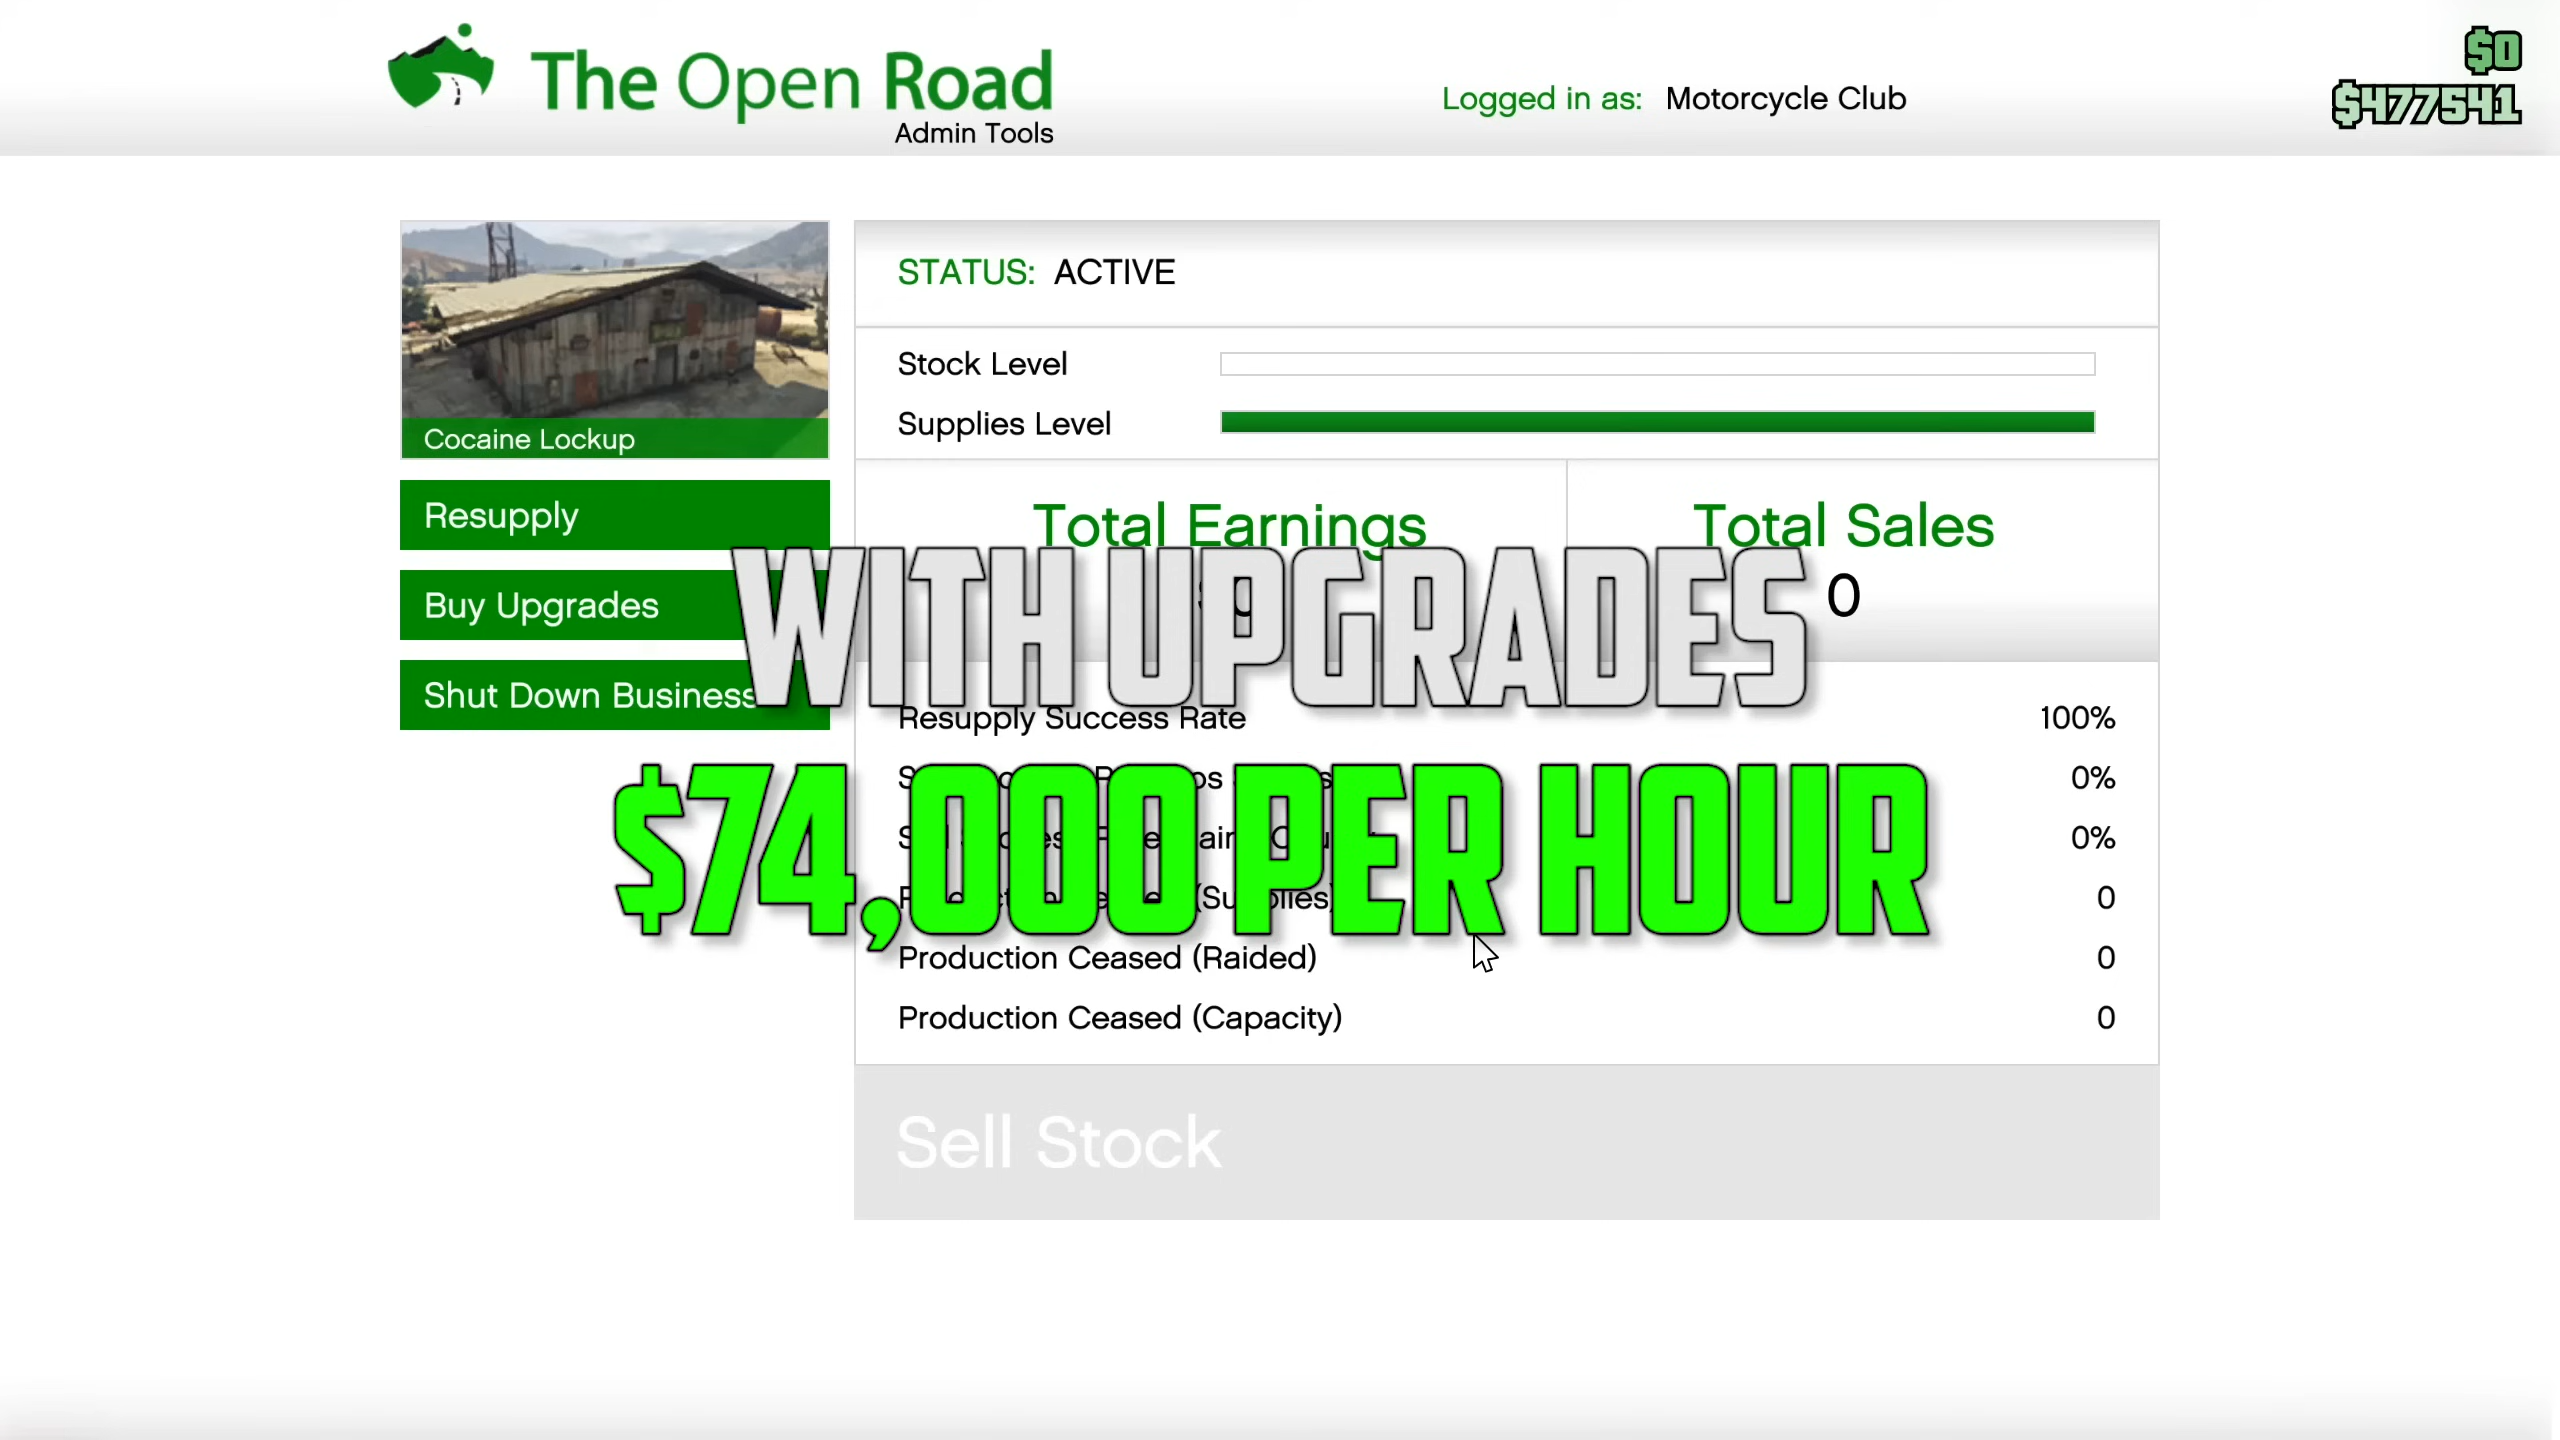 The Open Road
Admin Tools
Logged in as: Motorcycle Club
$0
$477541
Cocaine Lockup
Resupply
Buy Upgrades
Shut Down Business
STATUS: ACTIVE
Stock Level
Supplies Level
Total Earnings
Total Sales
0
WITH UPGRADES
$74,000 PER HOUR
Resupply Success Rate 100%
0%
0%
(Supplies) 0
Production Ceased (Raided) 0
Production Ceased (Capacity) 0
Sell Stock